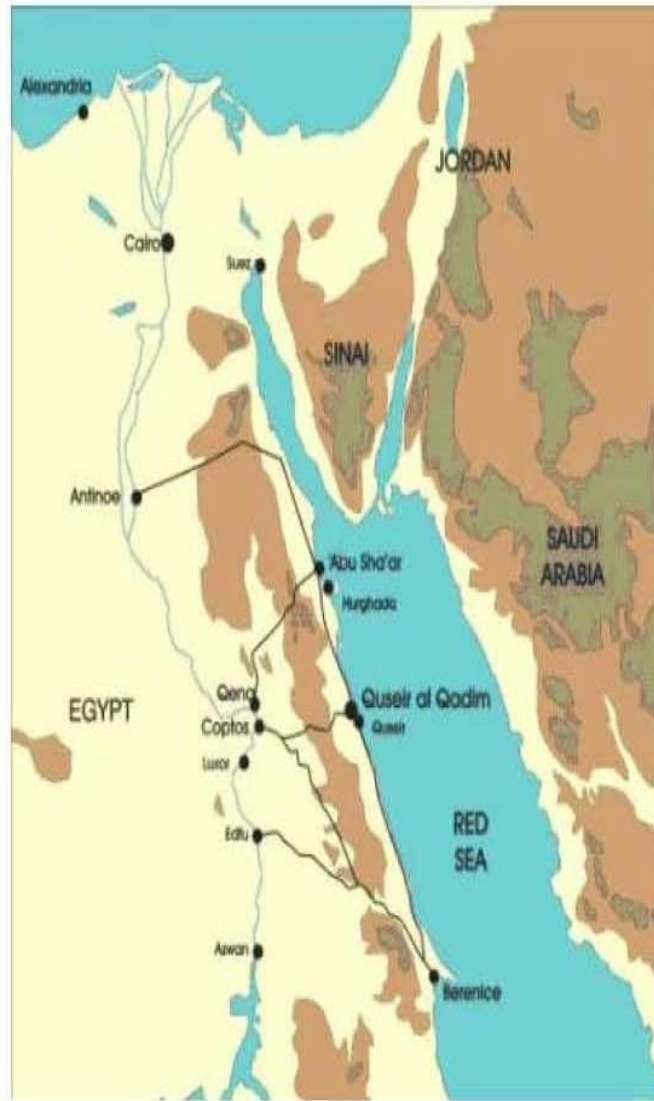 Alexandria
JORDAN
Cairo
Suez
SINAI
Antinoe
SAUDI
ARABIA
'Abu Sha'ar
Hurghada
Qena
Quseir al Qadim
EGYPT
Coptos
Quseir
Luxor
RED
SEA
Edfu
Aswan
Berenice